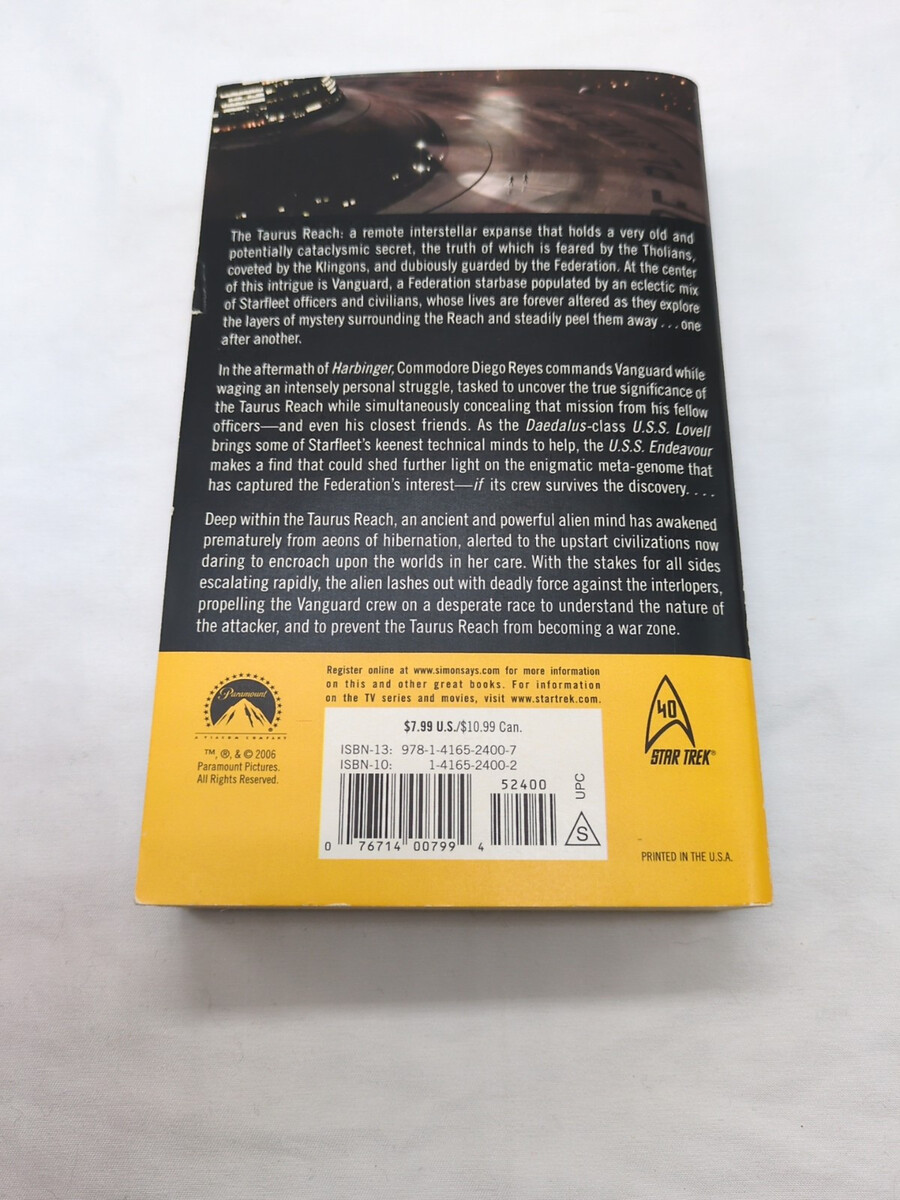 The Taurus Reach: a remote interstellar expanse that holds a very old and
potentially cataclysmic secret, the truth of which is feared by the Tholians,
coveted by the Klingons, and dubiously guarded by the Federation. At the center
of this intrigue is Vanguard, a Federation starbase populated by an eclectic mix
of Starfleet officers and civilians, whose lives are forever altered as they explore
the layers of mystery surrounding the Reach and steadily peel them away . . . one
after another.
In the aftermath of Harbinger, Commodore Diego Reyes commands Vanguard while
waging an intensely personal struggle, tasked to uncover the true significance of
the Taurus Reach while simultaneously concealing that mission from his fellow
officers—and even his closest friends. As the Daedalus-class U.S.S. Lovell
brings some of Starfleet's keenest technical minds to help, the U.S.S. Endeavour
makes a find that could shed further light on the enigmatic meta-genome that
has captured the Federation's interest—if its crew survives the discovery. . . .
Deep within the Taurus Reach, an ancient and powerful alien mind has awakened
prematurely from aeons of hibernation, alerted to the upstart civilizations now
daring to encroach upon the worlds in her care. With the stakes for all sides
escalating rapidly, the alien lashes out with deadly force against the interlopers,
propelling the Vanguard crew on a desperate race to understand the nature of
the attacker, and to prevent the Taurus Reach from becoming a war zone.
Register online at www.simonsays.com for more information
on this and other great books. For information
on the TV series and movies, visit www.startrek.com.
Paramount
A VIACOM COMPANY
™, ®, & © 2006
Paramount Pictures.
All Rights Reserved.
$7.99 U.S./$10.99 Can.
ISBN-13: 978-1-4165-2400-7
ISBN-10: 1-4165-2400-2
52400
UPC
S
0 76714 00799 4
40
STAR TREK®
PRINTED IN THE U.S.A.